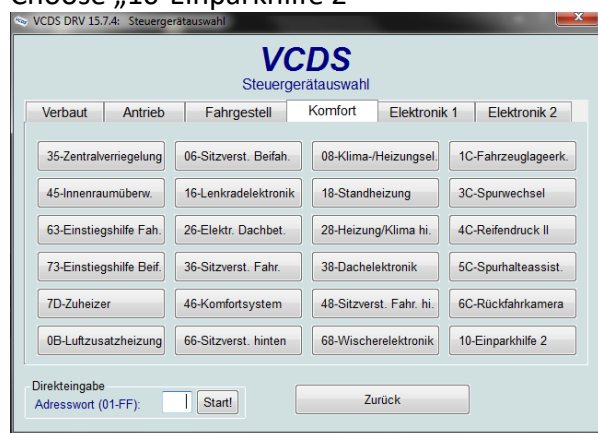 Choose „10-Einparkhilfe 2“
VCDS DRV 15.7.4: Steuergerätauswahl
VCDS
Steuergerätauswahl
Verbaut Antrieb Fahrgestell Komfort Elektronik 1 Elektronik 2
35-Zentralverriegelung 06-Sitzverst. Beifah. 08-Klima-/Heizungsel. 1C-Fahrzeuglageerk.
45-Innenraumüberw. 16-Lenkradelektronik 18-Standheizung 3C-Spurwechsel
63-Einstiegshilfe Fah. 26-Elektr. Dachbet. 28-Heizung/Klima hi. 4C-Reifendruck II
73-Einstiegshilfe Beif. 36-Sitzverst. Fahr. 38-Dachelektronik 5C-Spurhalteassist.
7D-Zuheizer 46-Komfortsystem 48-Sitzverst. Fahr. hi. 6C-Rückfahrkamera
0B-Luftzusatzheizung 66-Sitzverst. hinten 68-Wischerelektronik 10-Einparkhilfe 2
Direkteingabe
Adresswort (01-FF): Start! Zurück